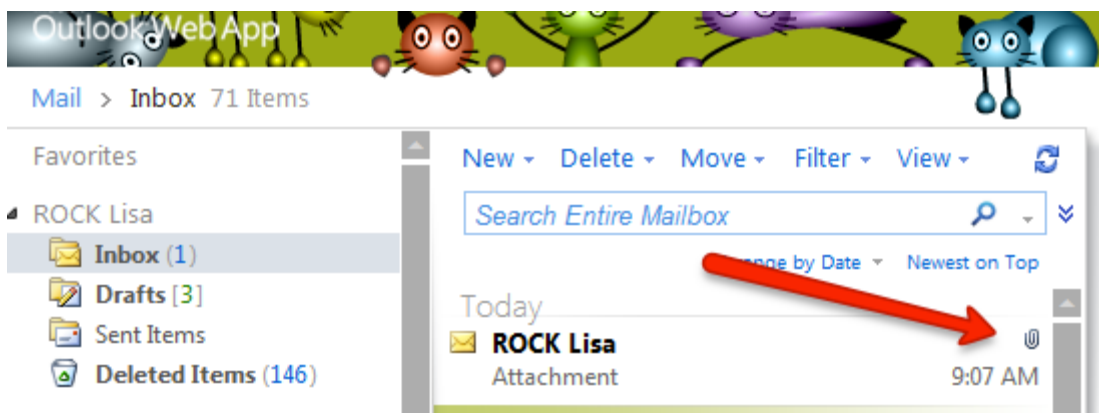 Outlook Web App
Mail > Inbox 71 Items
Favorites
ROCK Lisa
Inbox (1)
Drafts [3]
Sent Items
Deleted Items (146)
New Delete Move Filter View
Search Entire Mailbox
by Date Newest on Top
Today
ROCK Lisa
Attachment 9:07 AM